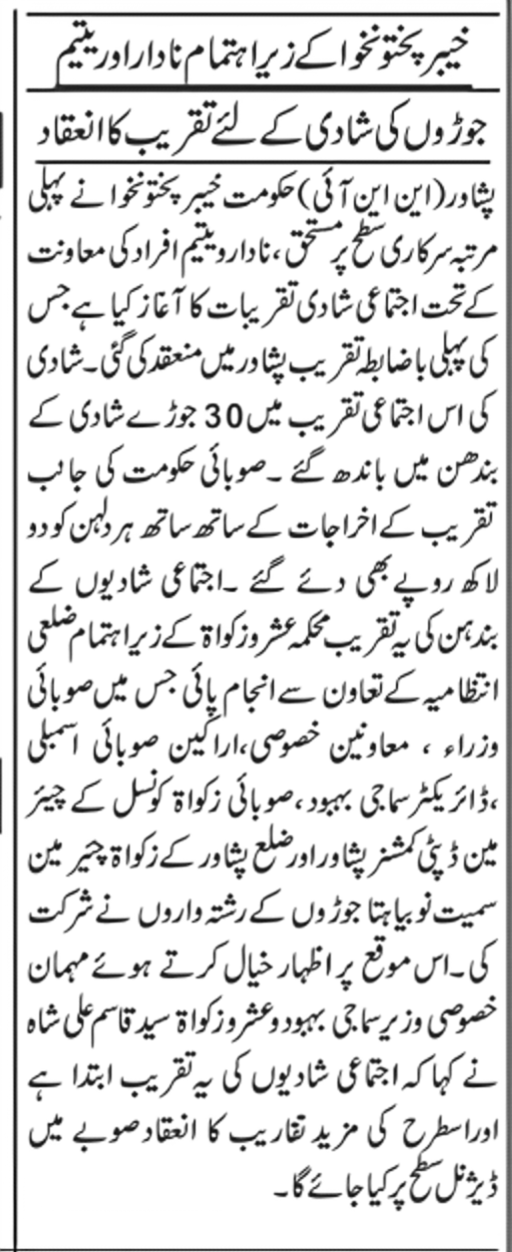 خیبر پختونخوا کے زیر اہتمام نادار اور یتیم
جوڑوں کی شادی کے لئے تقریب کا انعقاد
پشاور(این این آئی)حکومت خیبر پختونخوا نے پہلی
مرتبہ سرکاری سطح پر مستحق ،نادار ویتیم افراد کی معاونت
کے تحت اجتماعی شادی تقریبات کا آغاز کیا ہے جس
کی پہلی باضابطہ تقریب پشاور میں منعقد کی گئی۔شادی
کی اس اجتماعی تقریب میں 30 جوڑے شادی کے
بندھن میں باندھ گئے ۔صوبائی حکومت کی جانب
تقریب کے اخراجات کے ساتھ ساتھ ہر دلہن کو دو
لاکھ روپے بھی دئے گئے ۔اجتماعی شادیوں کے
بندہن کی یہ تقریب محکمہ عشر وزکواۃ کے زیر اہتمام ضلعی
انتظامیہ کے تعاون سے انجام پائی جس میں صوبائی
وزراء ، معاونین خصوصی،اراکین صوبائی اسمبلی
،ڈائریکٹر سماجی بہبود ،صوبائی زکواۃ کونسل کے چیئر
مین ڈپٹی کمشنر پشاور اور ضلع پشاور کے زکواۃ چیئر مین
سمیت نوبیاہتا جوڑوں کے رشتہ داروں نے شرکت
کی۔اس موقع پر اظہار خیال کرتے ہوئے مہمان
خصوصی وزیر سماجی بہبود و عشر وزکواۃ سید قاسم علی شاہ
نے کہا کہ اجتماعی شادیوں کی یہ تقریب ابتدا ہے
اور اسطرح کی مزید تقاریب کا انعقاد صوبے میں
ڈیژنل سطح پر کیا جائے گا۔